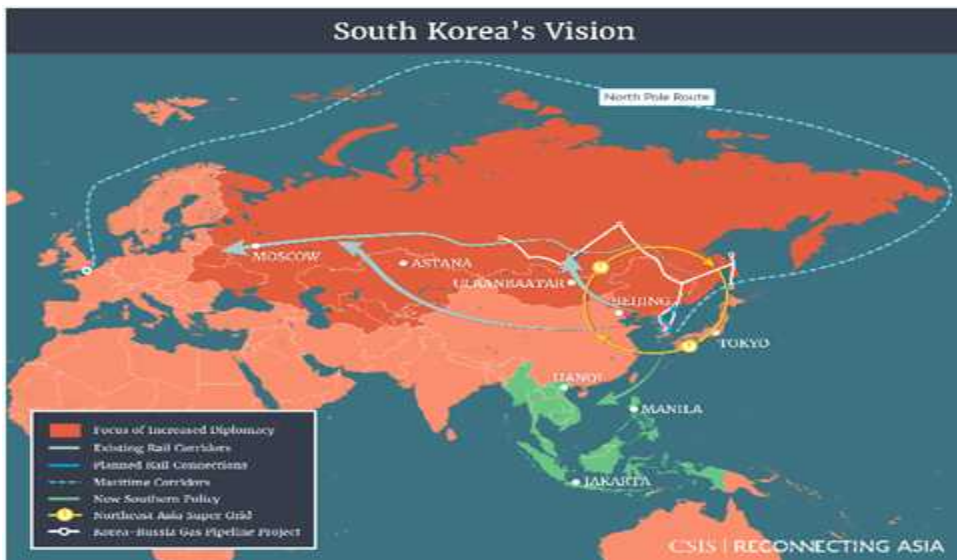 South Korea's Vision
North Pole Route
MOSCOW
ASTANA
ULAANBAATAR
BEIJING
TOKYO
HANOI
MANILA
JAKARTA
Focus of Increased Diplomacy
Existing Rail Corridors
Planned Rail Connections
Maritime Corridors
New Southern Policy
Northeast Asia Super Grid
Korea-Russia Gas Pipeline Project
CSIS | RECONNECTING ASIA